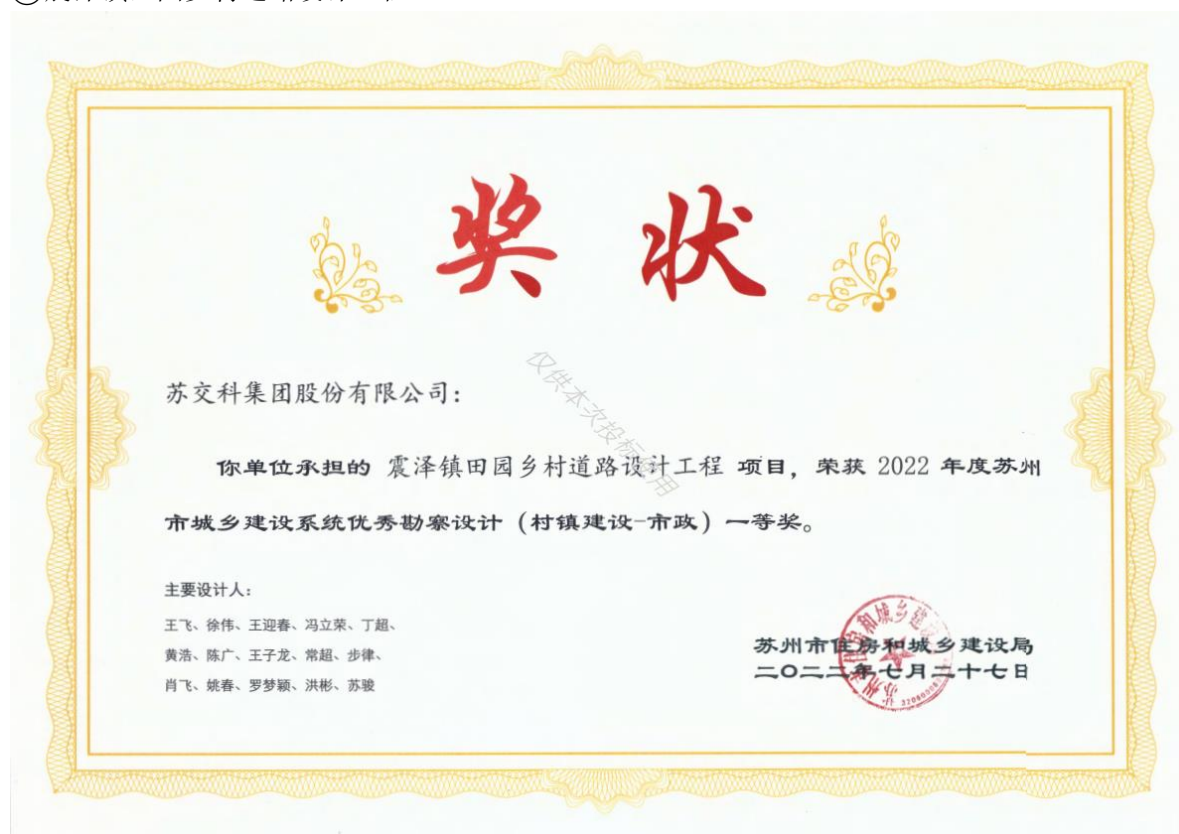 奖 状
苏交科集团股份有限公司：
仅供本次投标使用
你单位承担的 震泽镇田园乡村道路设计工程 项目，荣获 2022 年度苏州
市城乡建设系统优秀勘察设计（村镇建设-市政）一等奖。
主要设计人：
王飞、徐伟、王迎春、冯立荣、丁超、
黄浩、陈广、王子龙、常超、步律、
肖飞、姚春、罗梦颖、洪彬、苏骏
苏州市住房和城乡建设局
二〇二二年七月二十七日